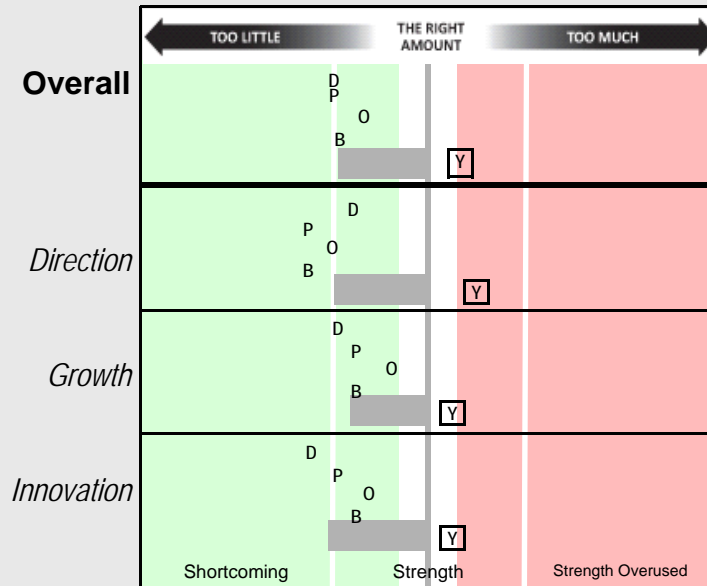 TOO LITTLE THE RIGHT AMOUNT TOO MUCH
Overall
D
P
O
B
Y
Direction
D
P
O
B
Y
Growth
D
P
O
B
Y
Innovation
D
P
O
B
Y
Shortcoming Strength Strength Overused